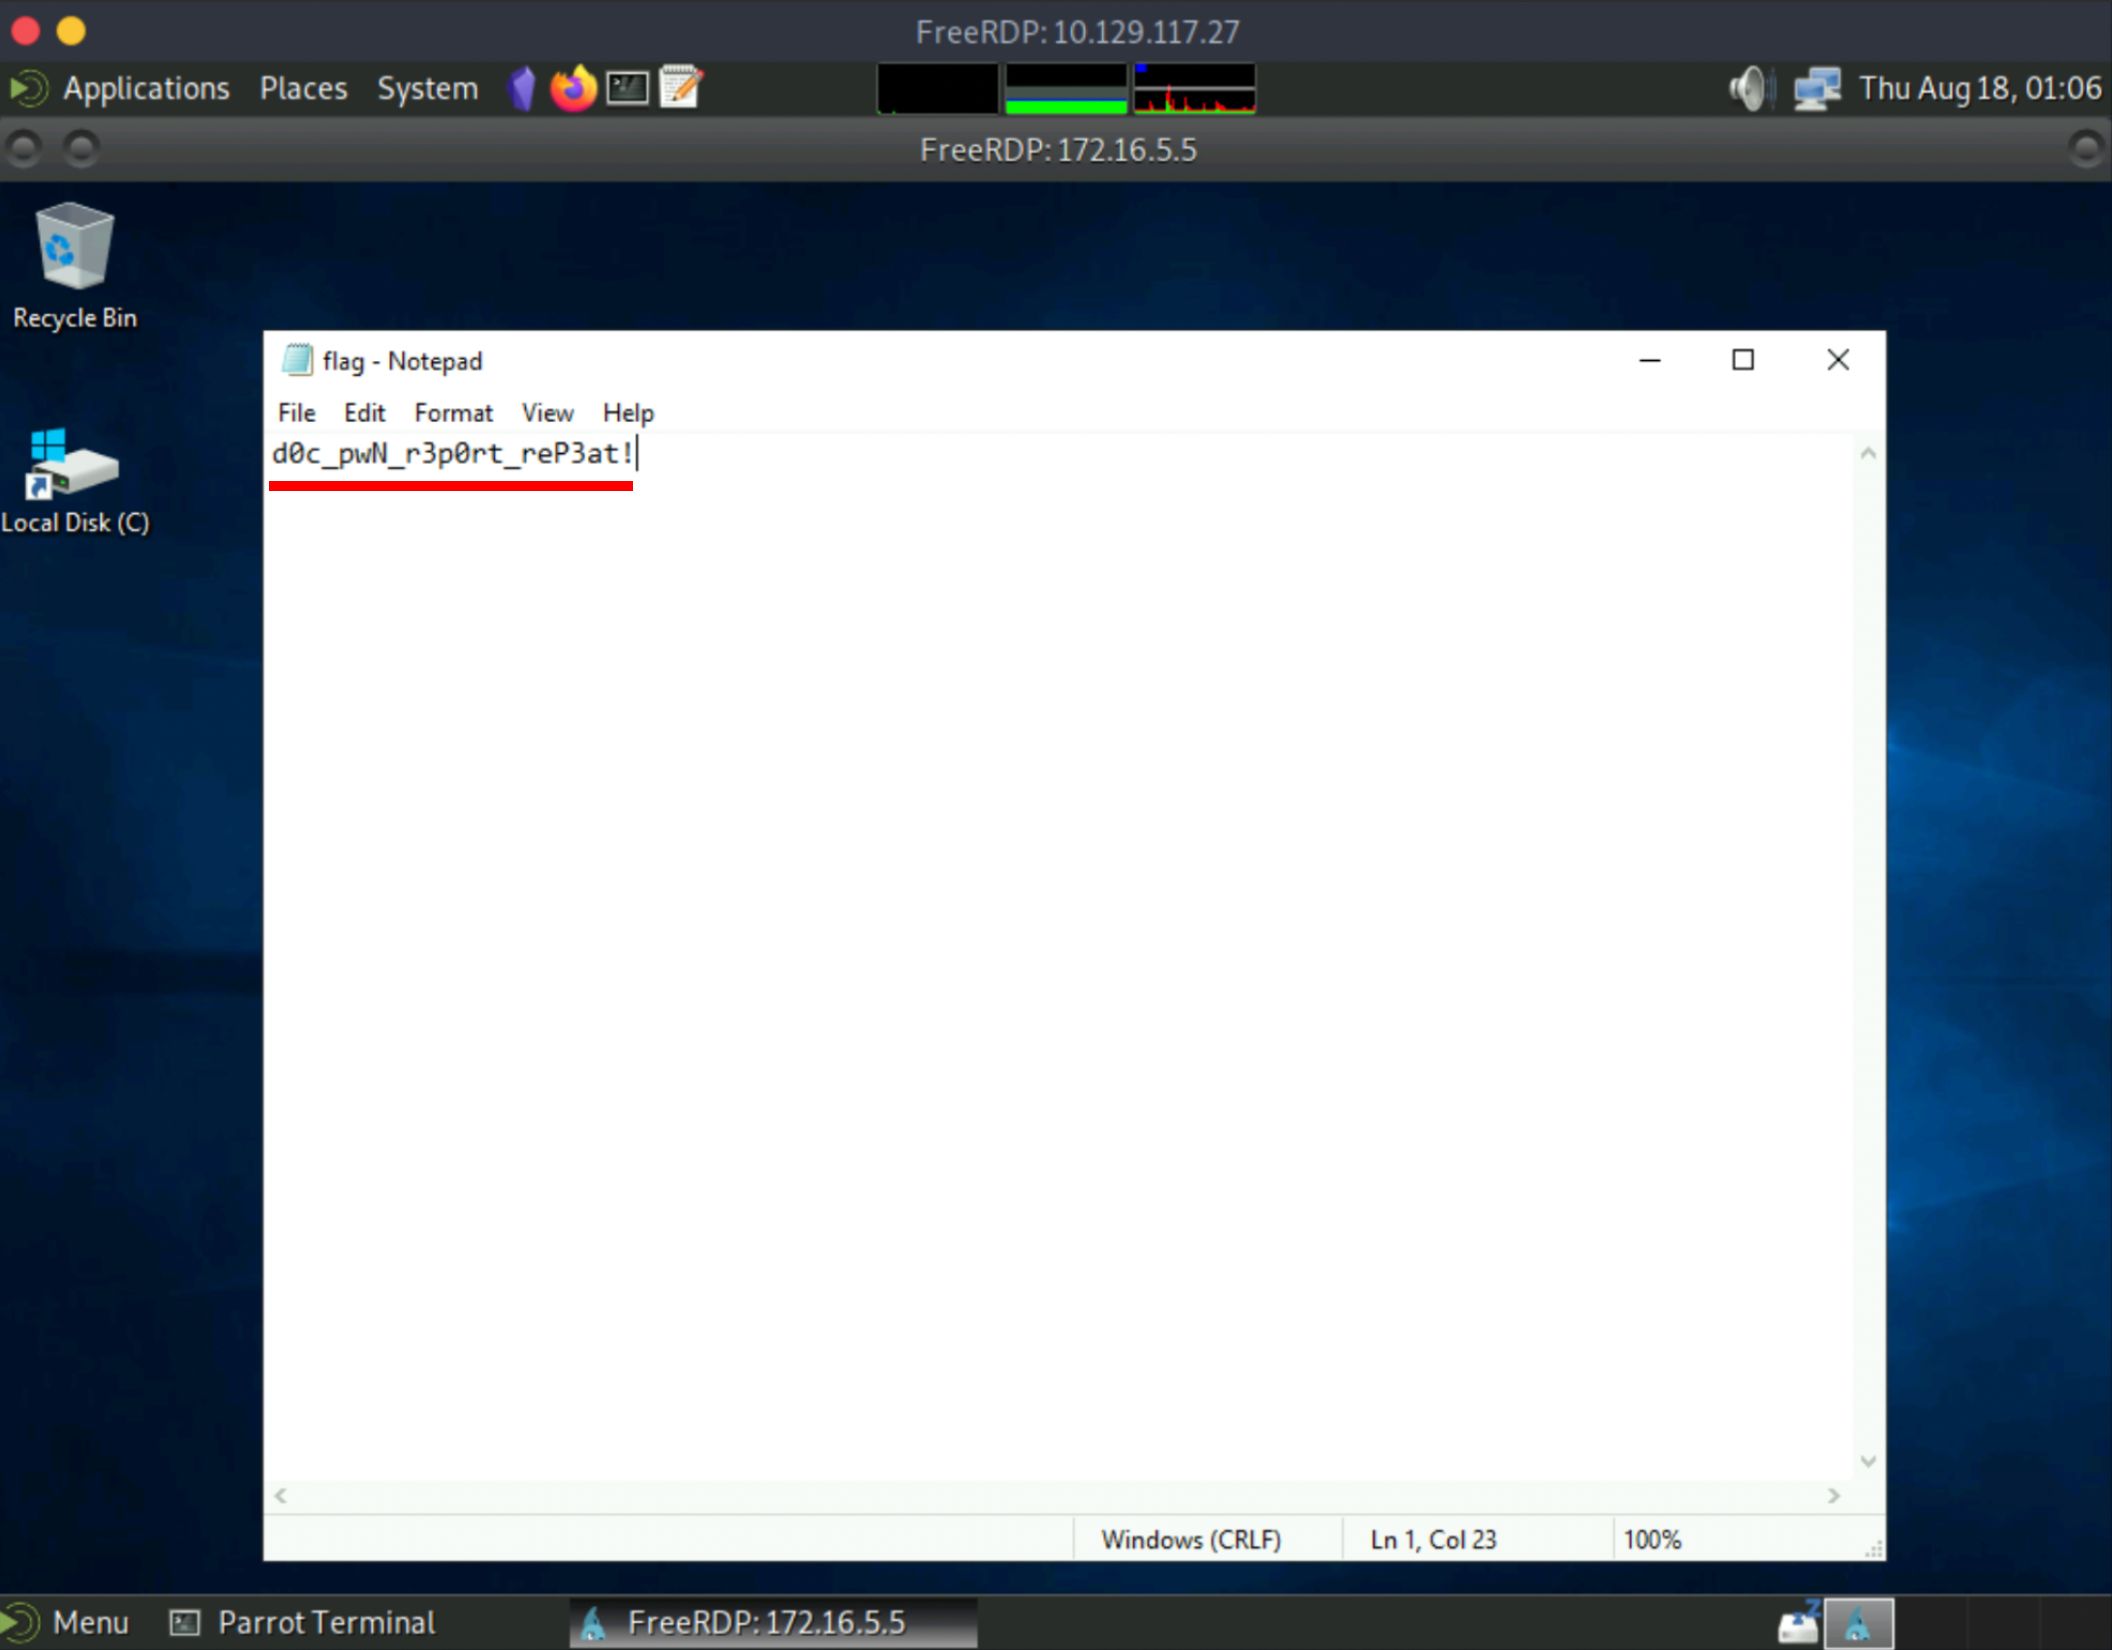 FreeRDP: 10.129.117.27
Applications Places System Thu Aug 18, 01:06
FreeRDP: 172.16.5.5
Recycle Bin
Local Disk (C)
flag - Notepad
File Edit Format View Help
d0c_pwN_r3p0rt_reP3at!
Windows (CRLF) Ln 1, Col 23 100%
Menu Parrot Terminal FreeRDP: 172.16.5.5